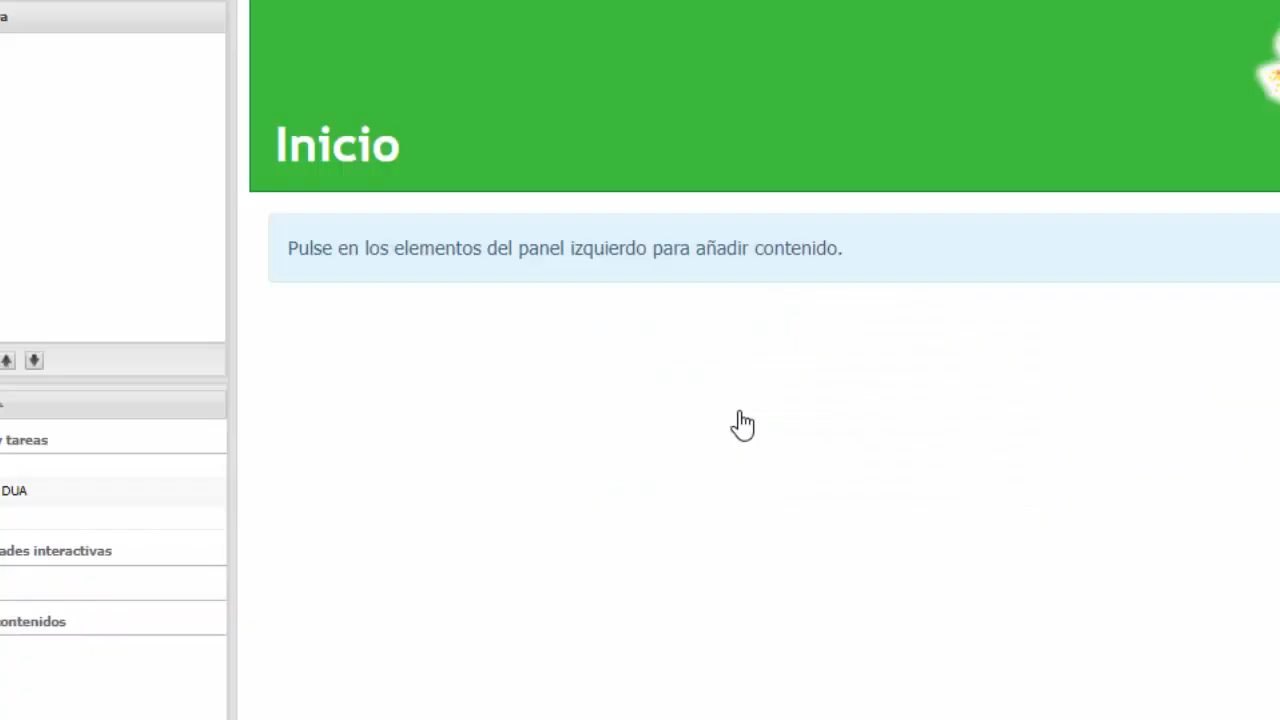 Inicio
Pulse en los elementos del panel izquierdo para añadir contenido.
tareas
DUA
ades interactivas
ontenidos